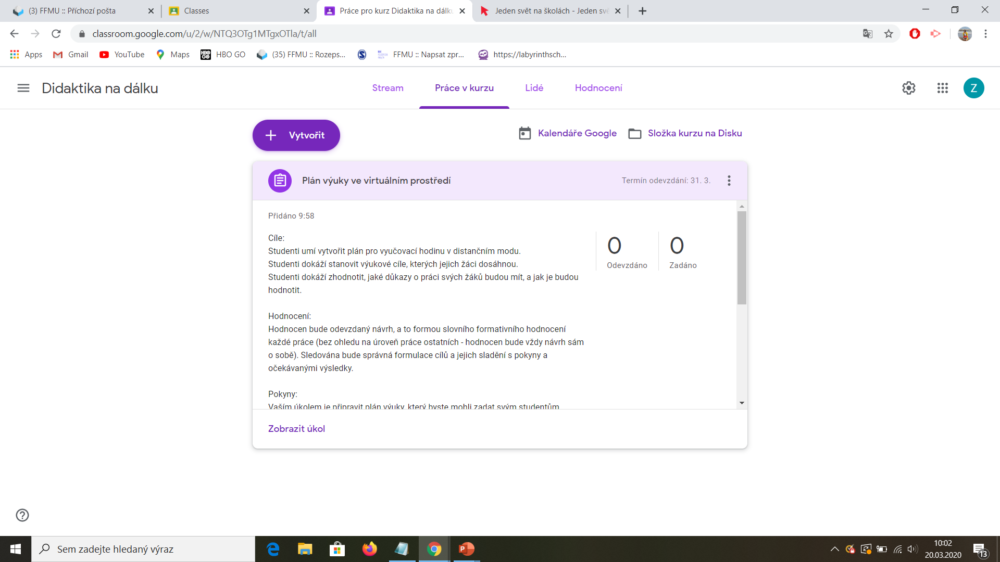 (3) FFMU :: Příchozí pošta
Classes
Práce pro kurz Didaktika na dálku
Jeden svět na školách - Jeden svě
classroom.google.com/u/2/w/NTQ3OTg1MTgxOTla/t/all
Apps
Gmail
YouTube
Maps
HBO GO
(35) FFMU :: Rozeps...
FFMU :: Napsat zpr...
https://labyrinthsch...
Didaktika na dálku
Stream
Práce v kurzu
Lidé
Hodnocení
Z
Vytvořit
Kalendáře Google
Složka kurzu na Disku
Plán výuky ve virtuálním prostředí
Termín odevzdání: 31. 3.
Přidáno 9:58
Cíle:
Studenti umí vytvořit plán pro vyučovací hodinu v distančním modu.
Studenti dokáží stanovit výukové cíle, kterých jejich žáci dosáhnou.
Studenti dokáží zhodnotit, jaké důkazy o práci svých žáků budou mít, a jak je budou
hodnotit.
0
Odevzdáno
0
Zadáno
Hodnocení:
Hodnocen bude odevzdaný návrh, a to formou slovního formativního hodnocení
každé práce (bez ohledu na úroveň práce ostatních - hodnocen bude vždy návrh sám
o sobě). Sledována bude správná formulace cílů a jejich sladění s pokyny a
očekávanými výsledky.
Pokyny:
Vaším úkolem je připravit plán výuky, který byste mohli zadat svým studentům
Zobrazit úkol
Sem zadejte hledaný výraz
10:02
20.03.2020
13